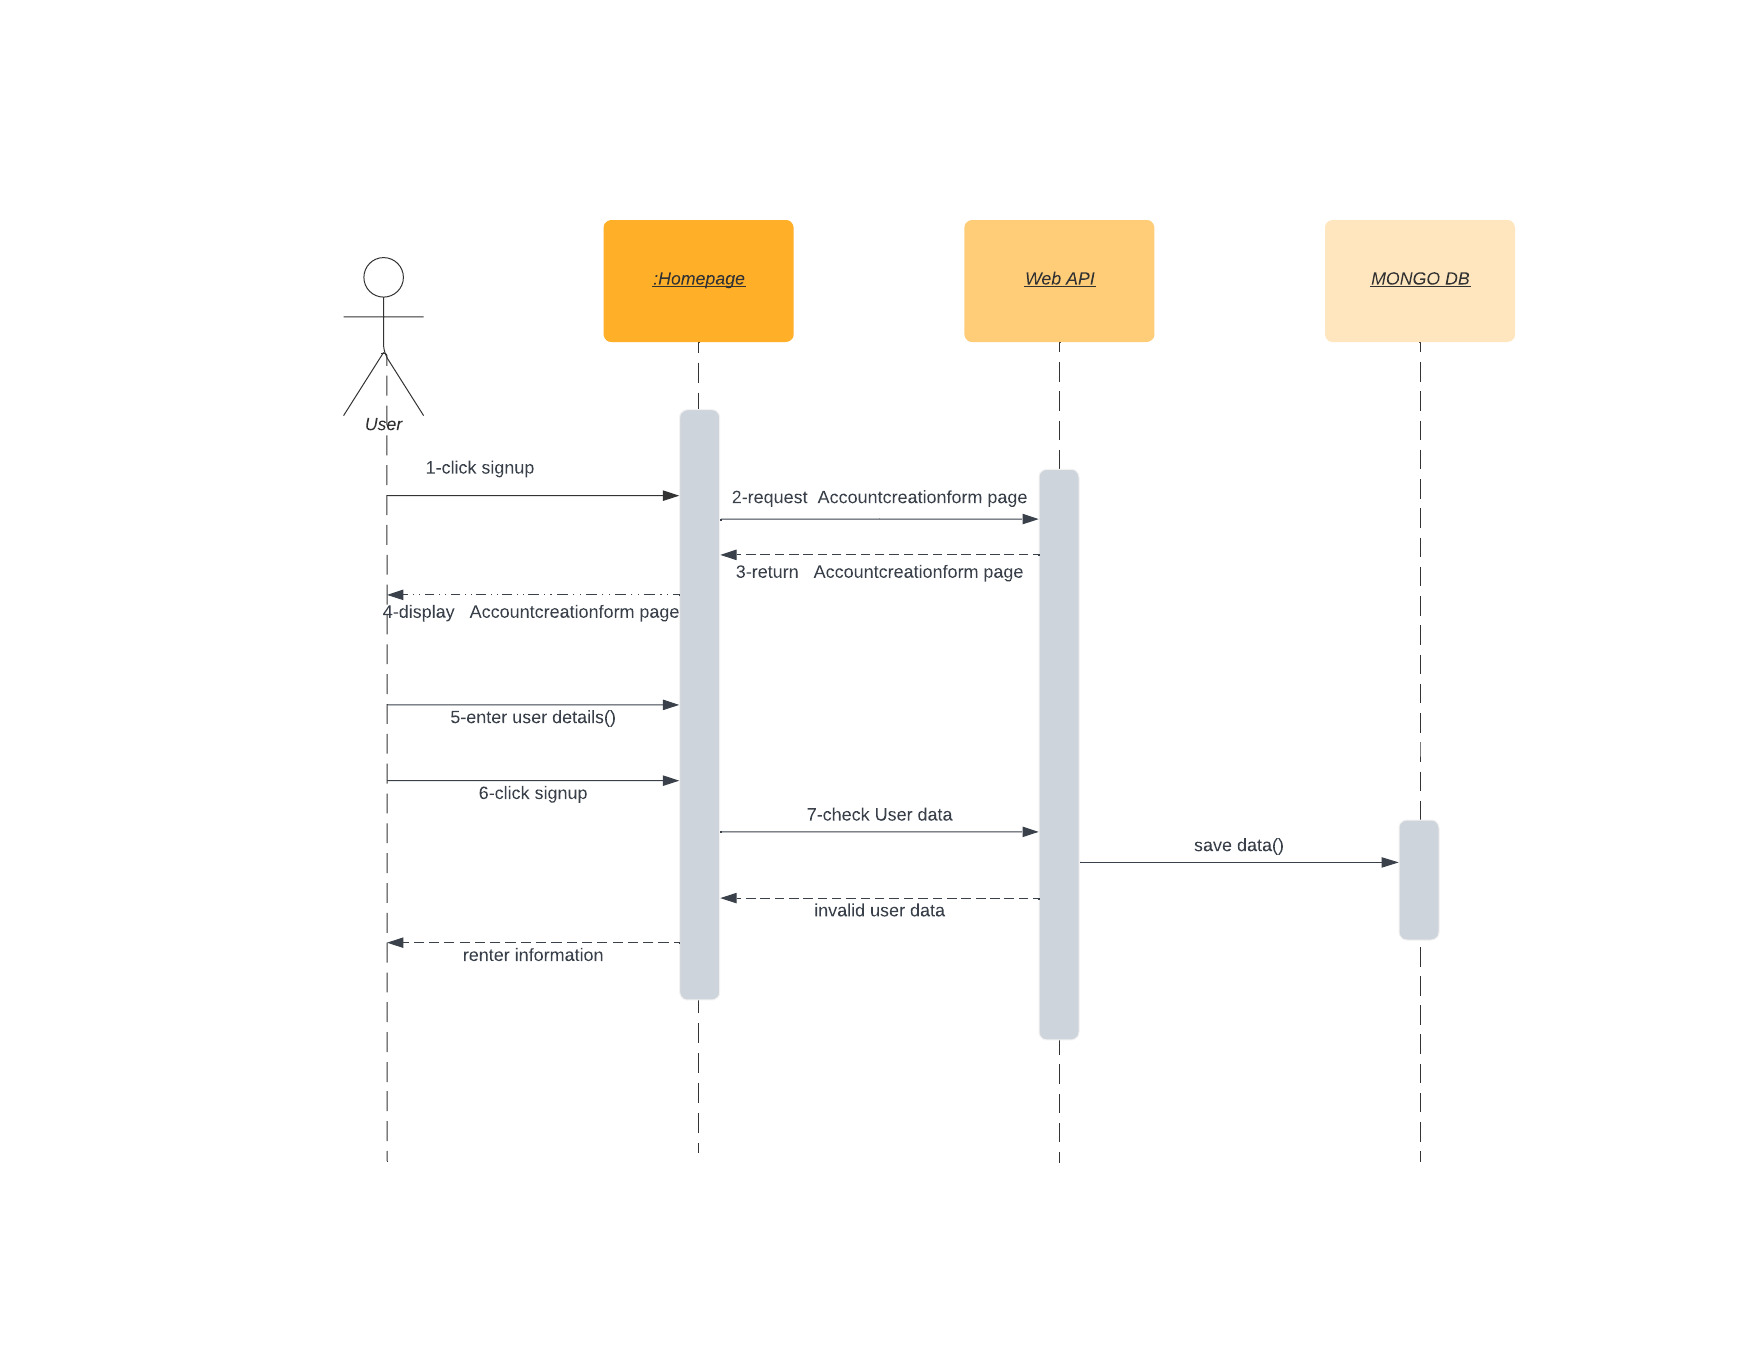 :Homepage
Web API
MONGO DB
User
1-click signup
2-request Accountcreationform page
3-return Accountcreationform page
4-display Accountcreationform page
5-enter user details()
6-click signup
7-check User data
save data()
invalid user data
renter information